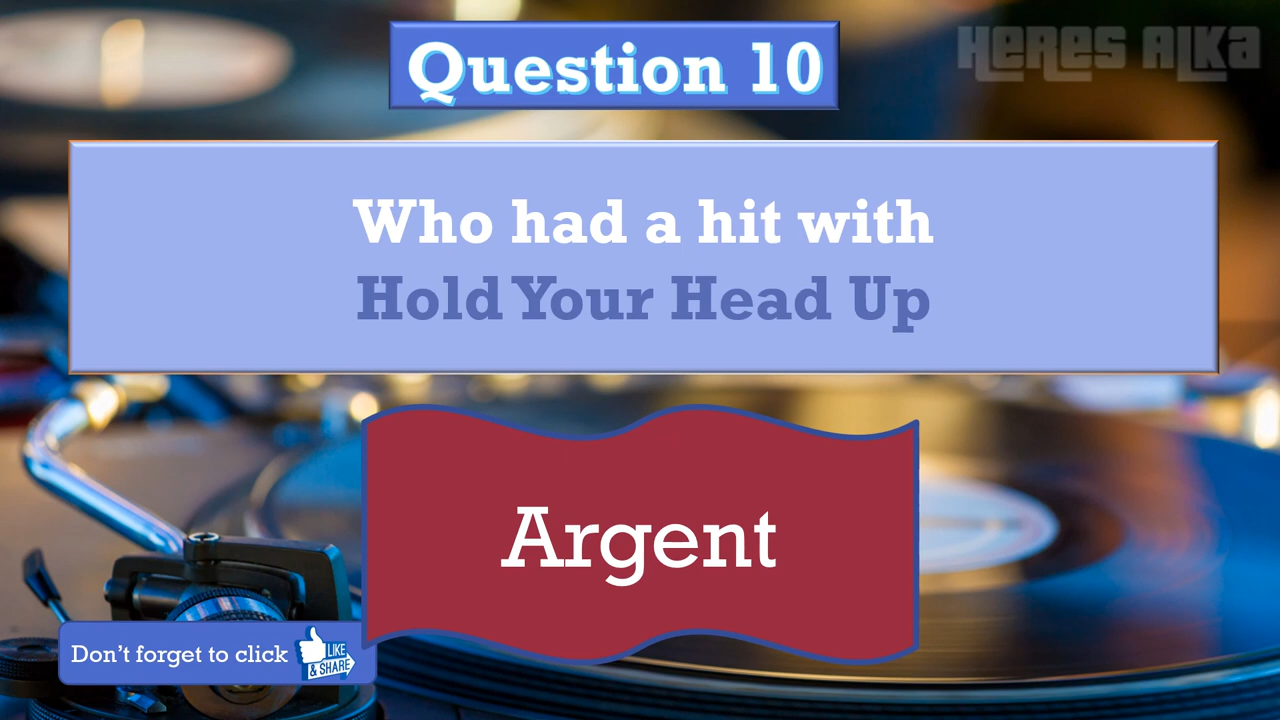 HERES ALKA
Question 10
Who had a hit with
Hold Your Head Up
Argent
Don't forget to click
LIKE
& SHARE